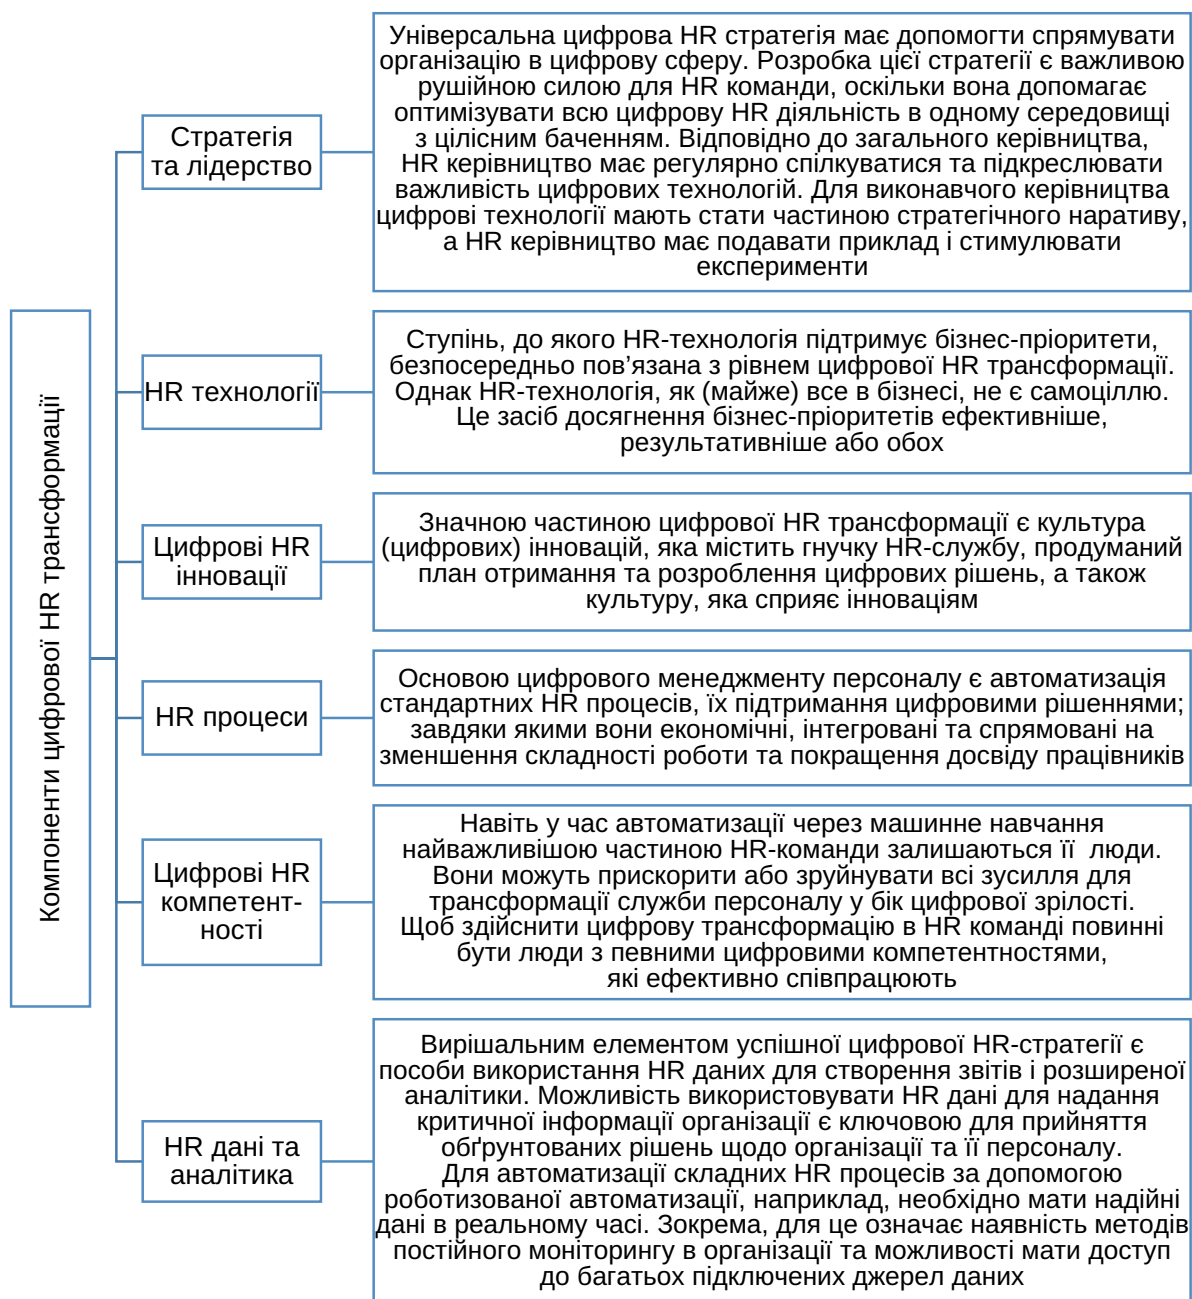 Компоненти цифрової HR трансформації
Стратегія
та лідерство
Універсальна цифрова HR стратегія має допомогти спрямувати
організацію в цифрову сферу. Розробка цієї стратегії є важливою
рушійною силою для HR команди, оскільки вона допомагає
оптимізувати всю цифрову HR діяльність в одному середовищі
з цілісним баченням. Відповідно до загального керівництва,
HR керівництво має регулярно спілкуватися та підкреслювати
важливість цифрових технологій. Для виконавчого керівництва
цифрові технології мають стати частиною стратегічного наративу,
а HR керівництво має подавати приклад і стимулювати
експерименти
HR технології
Ступінь, до якого HR-технологія підтримує бізнес-пріоритети,
безпосередньо пов’язана з рівнем цифрової HR трансформації.
Однак HR-технологія, як (майже) все в бізнесі, не є самоціллю.
Це засіб досягнення бізнес-пріоритетів ефективніше,
результативніше або обох
Цифрові HR
інновації
Значною частиною цифрової HR трансформації є культура
(цифрових) інновацій, яка містить гнучку HR-службу, продуманий
план отримання та розроблення цифрових рішень, а також
культуру, яка сприяє інноваціям
HR процеси
Основою цифрового менеджменту персоналу є автоматизація
стандартних HR процесів, їх підтримання цифровими рішеннями;
завдяки якими вони економічні, інтегровані та спрямовані на
зменшення складності роботи та покращення досвіду працівників
Цифрові HR
компетент-
ності
Навіть у час автоматизації через машинне навчання
найважливішою частиною HR-команди залишаються її  люди.
Вони можуть прискорити або зруйнувати всі зусилля для
трансформації служби персоналу у бік цифрової зрілості.
Щоб здійснити цифрову трансформацію в HR команді повинні
бути люди з певними цифровими компетентностями,
які ефективно співпрацюють
HR дані та
аналітика
Вирішальним елементом успішної цифрової HR-стратегії є
пособи використання HR даних для створення звітів і розширеної
аналітики. Можливість використовувати HR дані для надання
критичної інформації організації є ключовою для прийняття
обґрунтованих рішень щодо організації та її персоналу.
Для автоматизації складних HR процесів за допомогою
роботизованої автоматизації, наприклад, необхідно мати надійні
дані в реальному часі. Зокрема, для це означає наявність методів
постійного моніторингу в організації та можливості мати доступ
до багатьох підключених джерел даних